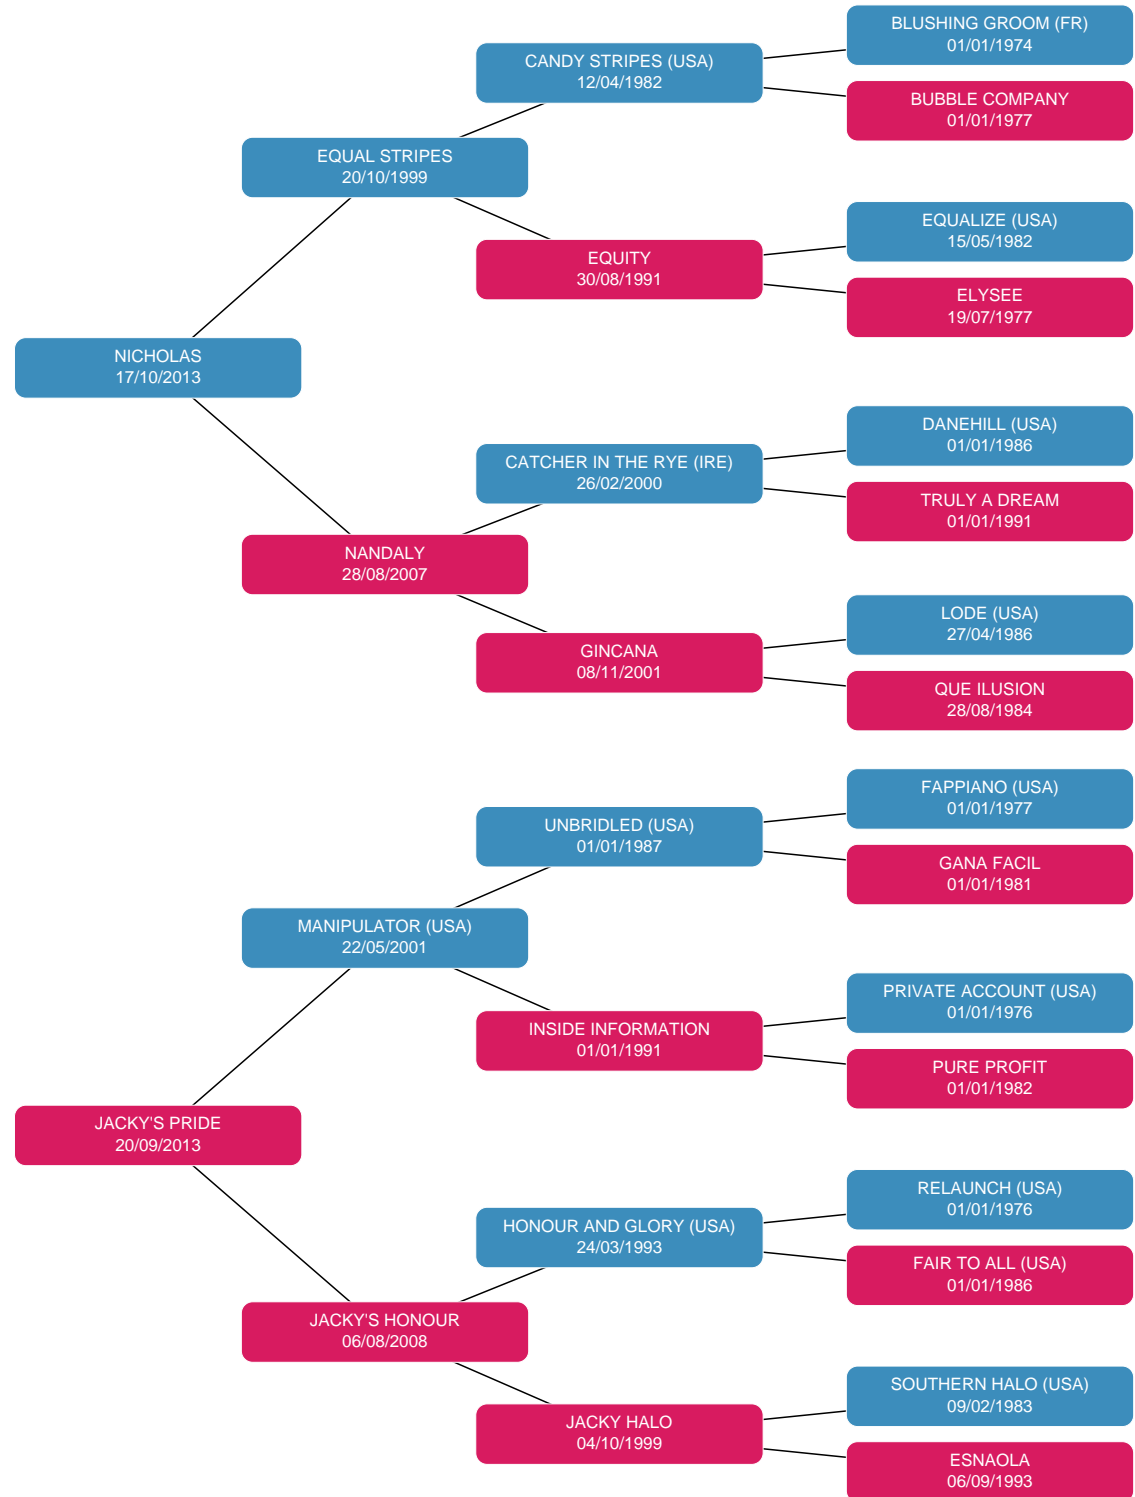 BLUSHING GROOM (FR)
01/01/1974
CANDY STRIPES (USA)
12/04/1982
BUBBLE COMPANY
01/01/1977
EQUAL STRIPES
20/10/1999
EQUALIZE (USA)
15/05/1982
EQUITY
30/08/1991
ELYSEE
19/07/1977
NICHOLAS
17/10/2013
DANEHILL (USA)
01/01/1986
CATCHER IN THE RYE (IRE)
26/02/2000
TRULY A DREAM
01/01/1991
NANDALY
28/08/2007
LODE (USA)
27/04/1986
GINCANA
08/11/2001
QUE ILUSION
28/08/1984
FAPPIANO (USA)
01/01/1977
UNBRIDLED (USA)
01/01/1987
GANA FACIL
01/01/1981
MANIPULATOR (USA)
22/05/2001
PRIVATE ACCOUNT (USA)
01/01/1976
INSIDE INFORMATION
01/01/1991
PURE PROFIT
01/01/1982
JACKY'S PRIDE
20/09/2013
RELAUNCH (USA)
01/01/1976
HONOUR AND GLORY (USA)
24/03/1993
FAIR TO ALL (USA)
01/01/1986
JACKY'S HONOUR
06/08/2008
SOUTHERN HALO (USA)
09/02/1983
JACKY HALO
04/10/1999
ESNAOLA
06/09/1993